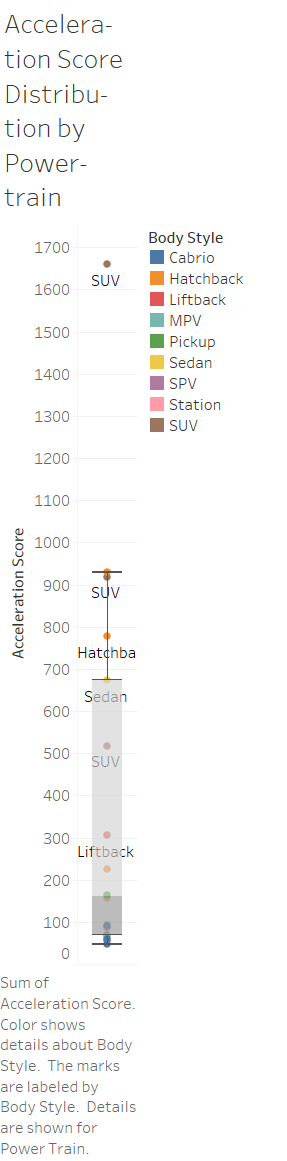 Accelera-
tion Score
Distribu-
tion by
Power-
train
Body Style
Cabrio
Hatchback
Liftback
MPV
Pickup
Sedan
SPV
Station
SUV
Acceleration Score
1700
1600
1500
1400
1300
1200
1100
1000
900
800
700
600
500
400
300
200
100
0
SUV
SUV
Hatchba
Sedan
SUV
Liftback
Sum of
Acceleration Score.
Color shows
details about Body
Style. The marks
are labeled by
Body Style. Details
are shown for
Power Train.